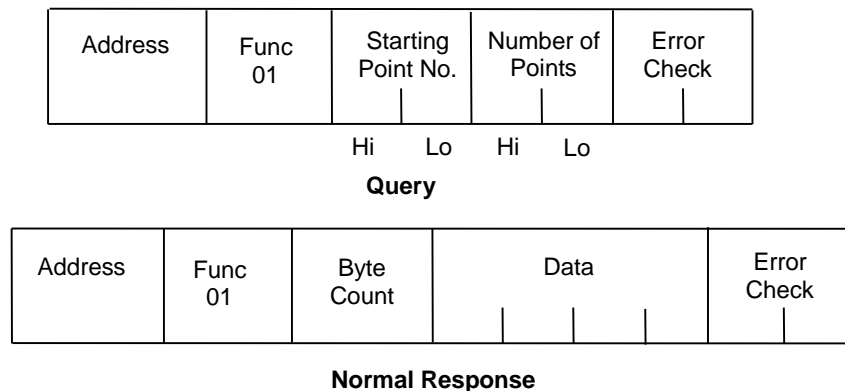 Address Func Starting Number of Error
01 Point No. Points Check
Hi Lo Hi Lo
Query
Address Func Byte Data Error
01 Count Check
Normal Response